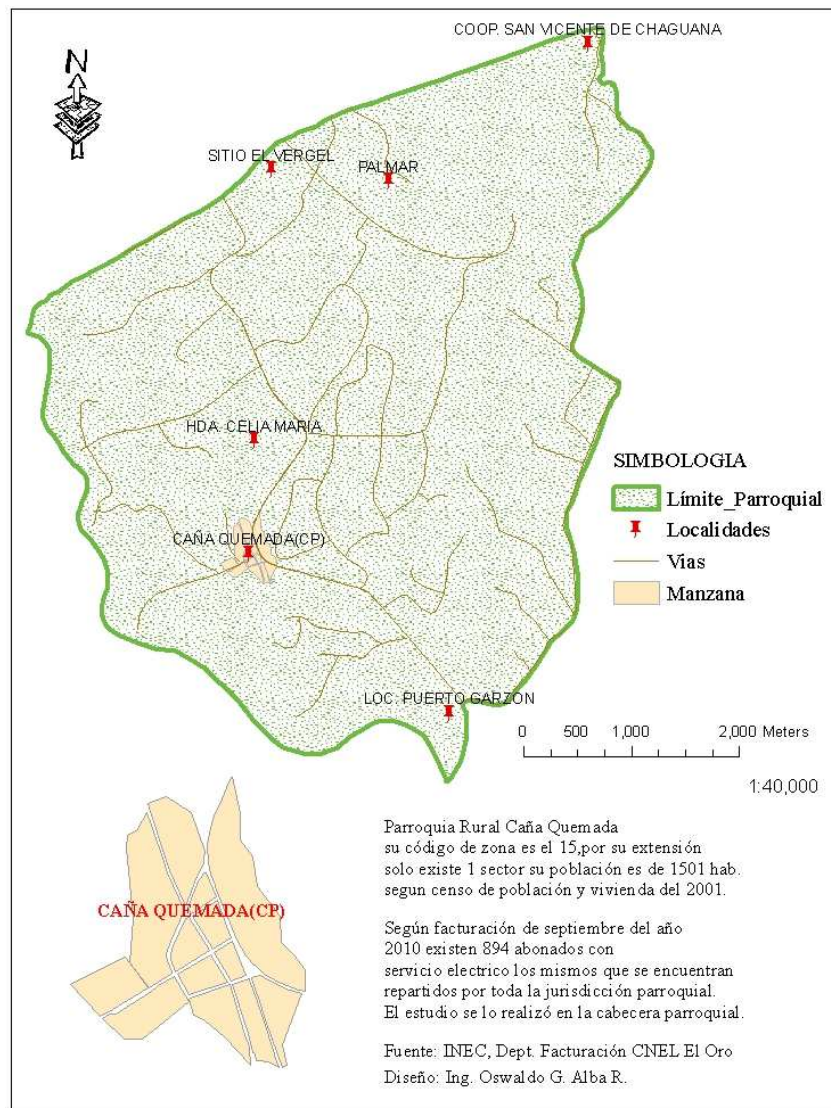 COOP. SAN VICENTE DE CHAGUANA
N
SITIO EL VERGEL
PALMAR
HDA. CELIA MARIA
CAÑA QUEMADA(CP)
LOC. PUERTO GARZON
SIMBOLOGIA
Límite_Parroquial
Localidades
Vias
Manzana
0 500 1,000 2,000 Meters
1:40,000
CAÑA QUEMADA(CP)
Parroquia Rural Caña Quemada
su código de zona es el 15,por su extensión
solo existe 1 sector su población es de 1501 hab.
segun censo de población y vivienda del 2001.
Según facturación de septiembre del año
2010 existen 894 abonados con
servicio electrico los mismos que se encuentran
repartidos por toda la jurisdicción parroquial.
El estudio se lo realizó en la cabecera parroquial.
Fuente: INEC, Dept. Facturación CNEL El Oro
Diseño: Ing. Oswaldo G. Alba R.